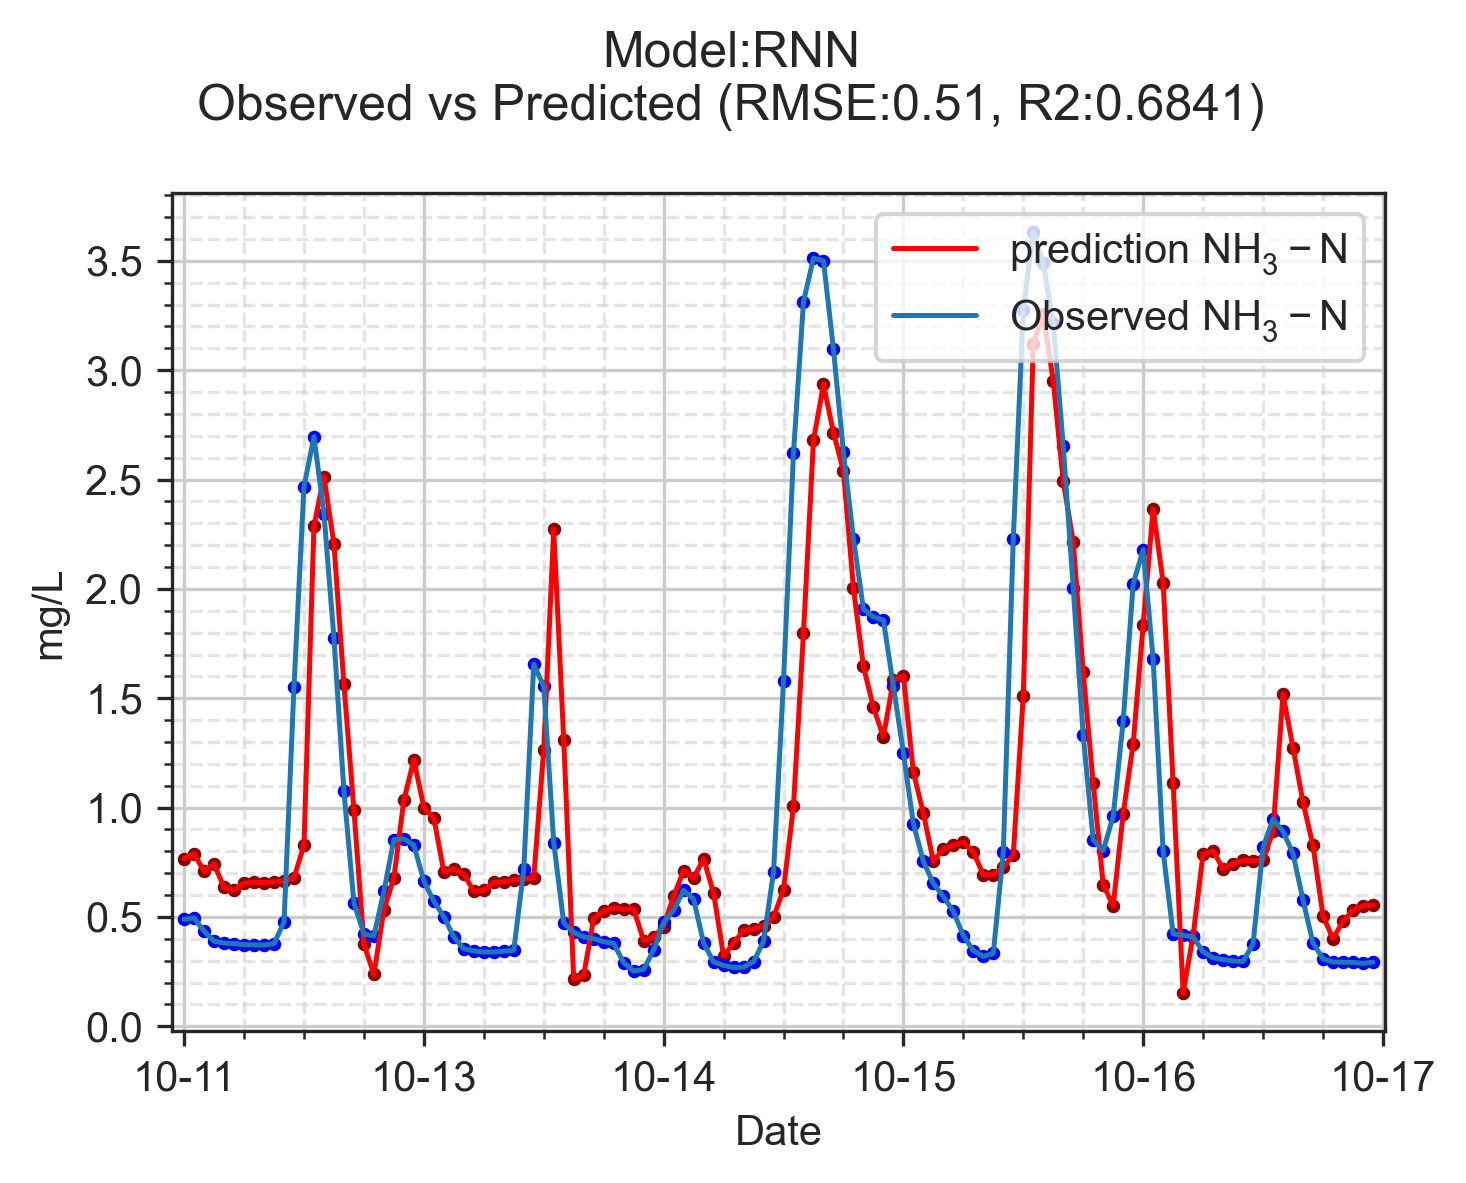 Model:RNN
Observed vs Predicted (RMSE:0.51, R2:0.6841)
prediction NH₃ − N
Observed NH₃ − N
3.5
3.0
2.5
2.0
1.5
1.0
0.5
0.0
mg/L
10-11 10-13 10-14 10-15 10-16 10-17
Date